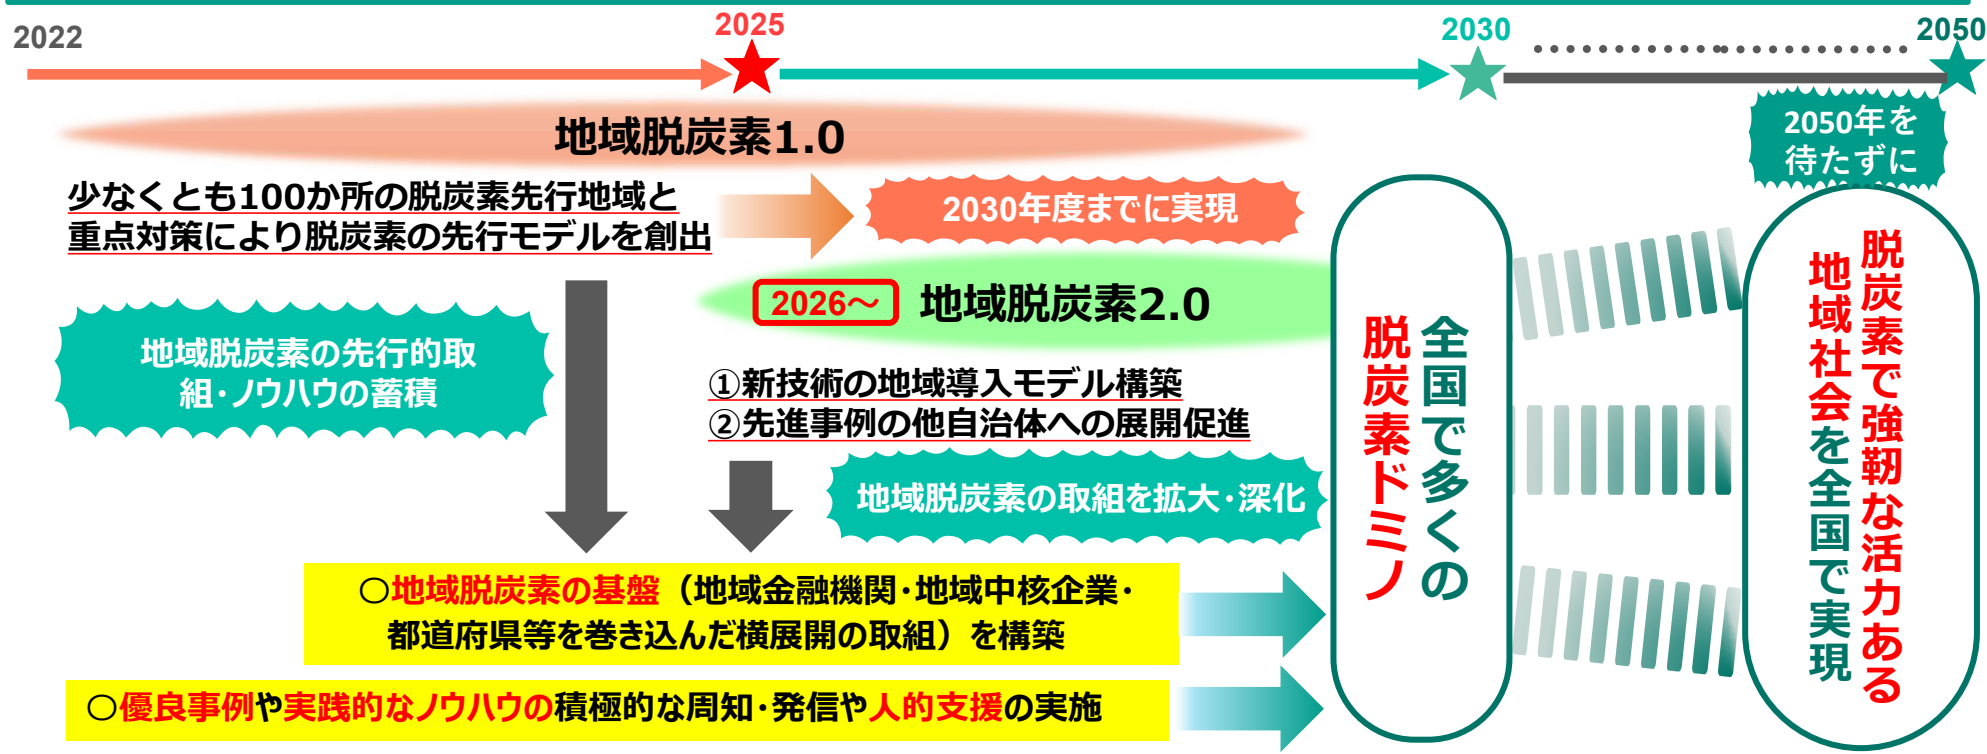 2022
2025
2030
2050
地域脱炭素1.0
2050年を
待たずに
少なくとも100か所の脱炭素先行地域と
重点対策により脱炭素の先行モデルを創出
2030年度までに実現
2026～
地域脱炭素2.0
地域脱炭素の先行的取
組・ノウハウの蓄積
①新技術の地域導入モデル構築
②先進事例の他自治体への展開促進
地域脱炭素の取組を拡大・深化
○地域脱炭素の基盤（地域金融機関・地域中核企業・
都道府県等を巻き込んだ横展開の取組）を構築
○優良事例や実践的なノウハウの積極的な周知・発信や人的支援の実施
全国で多くの
脱炭素ドミノ
脱炭素で強靭な活力ある
地域社会を全国で実現